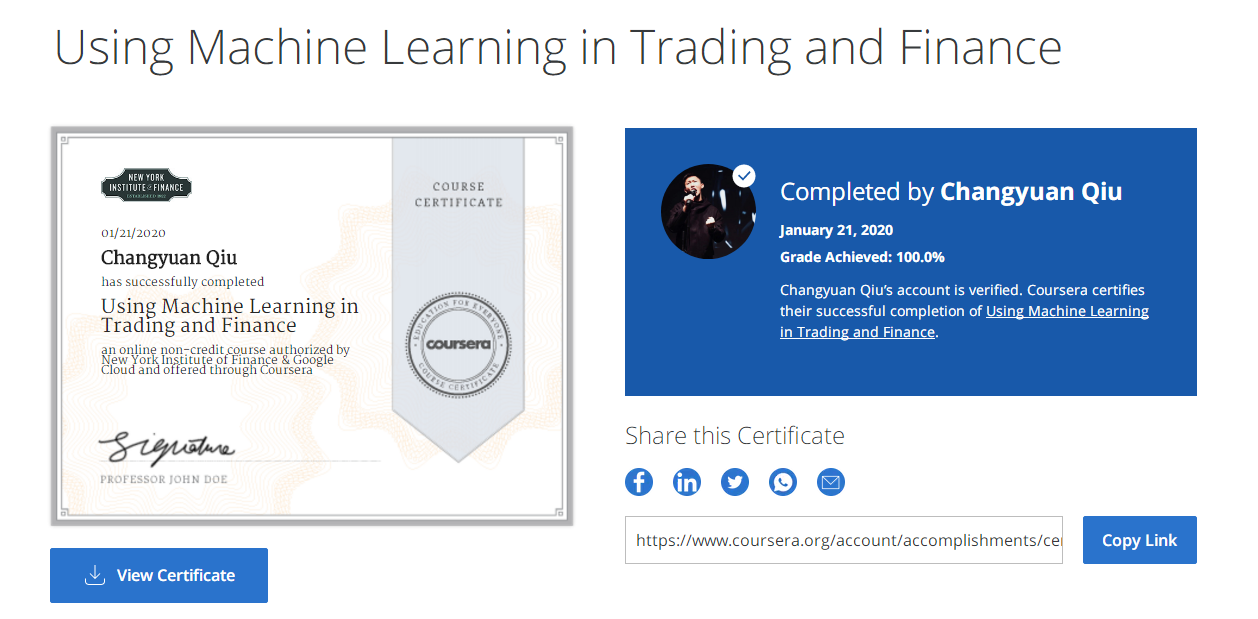 Using Machine Learning in Trading and Finance
NEW YORK
INSTITUTE OF FINANCE
ESTABLISHED 1922
01/21/2020
Changyuan Qiu
has successfully completed
Using Machine Learning in
Trading and Finance
an online non-credit course authorized by
New York Institute of Finance & Google
Cloud and offered through Coursera
Signature
PROFESSOR JOHN DOE
COURSE
CERTIFICATE
EDUCATION FOR EVERYONE
coursera
COURSE CERTIFICATE
View Certificate
Completed by Changyuan Qiu
January 21, 2020
Grade Achieved: 100.0%
Changyuan Qiu's account is verified. Coursera certifies
their successful completion of Using Machine Learning
in Trading and Finance.
Share this Certificate
https://www.coursera.org/account/accomplishments/cer
Copy Link